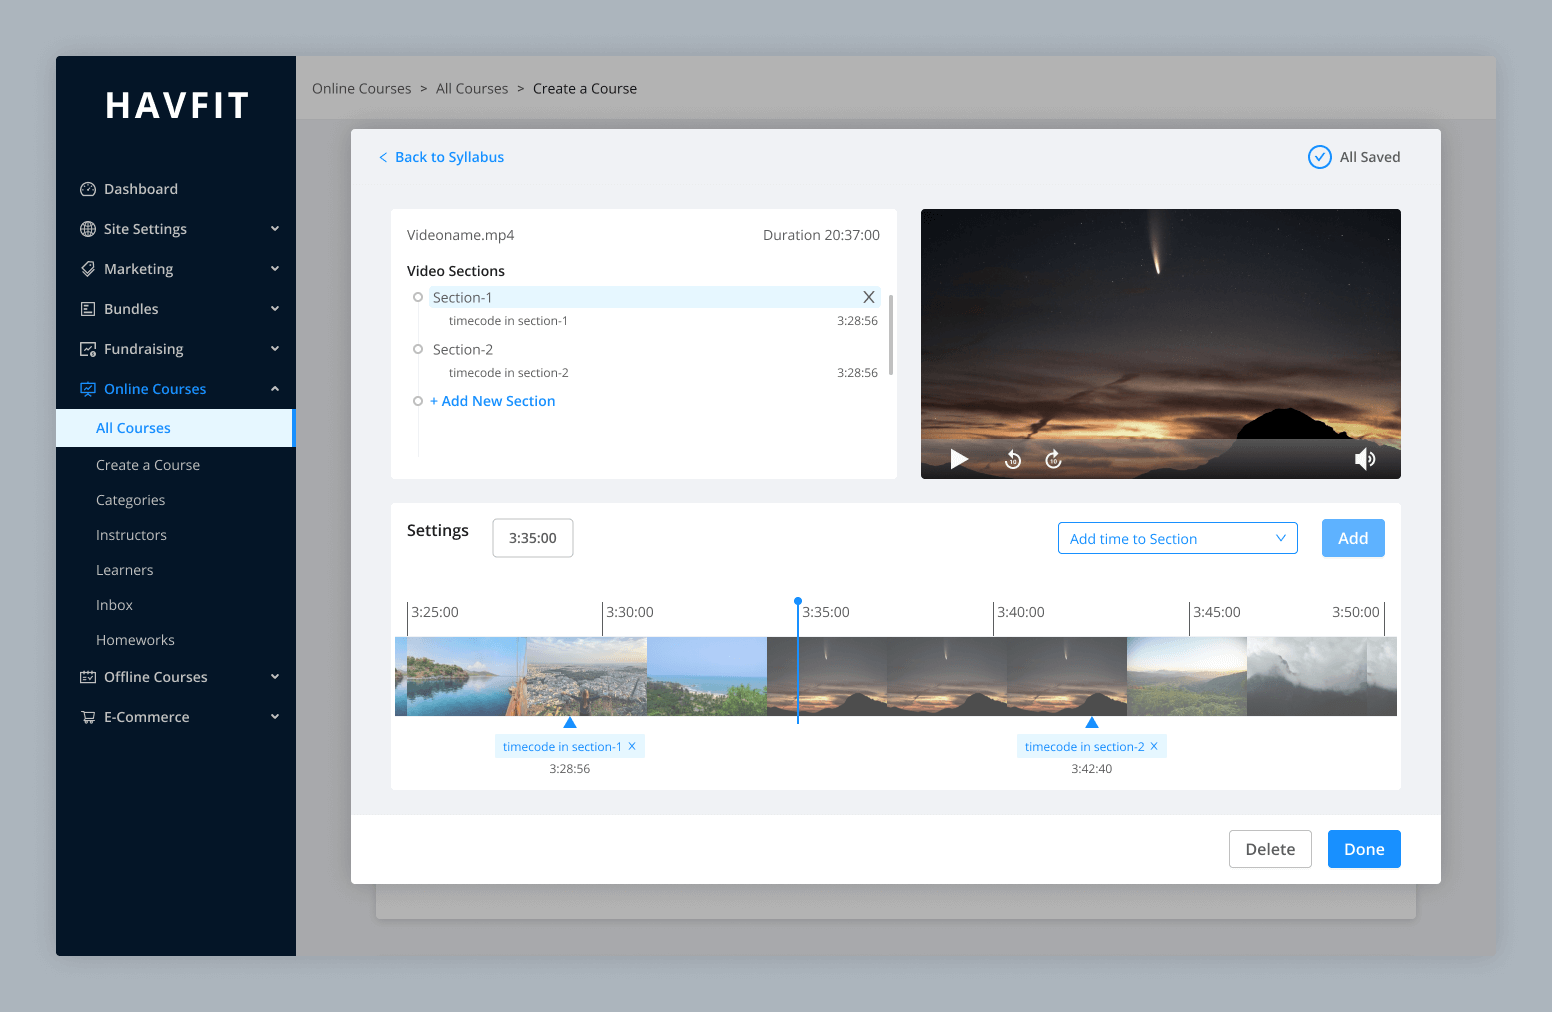 HAVFIT
Dashboard
Site Settings
Marketing
Bundles
Fundraising
Online Courses
All Courses
Create a Course
Categories
Instructors
Learners
Inbox
Homeworks
Offline Courses
E-Commerce
Online Courses > All Courses > Create a Course
< Back to Syllabus
All Saved
Videoname.mp4 Duration 20:37:00
Video Sections
Section-1 X
timecode in section-1 3:28:56
Section-2
timecode in section-2 3:28:56
+ Add New Section
10 10
Settings 3:35:00 Add time to Section Add
3:25:00 3:30:00 3:35:00 3:40:00 3:45:00 3:50:00
timecode in section-1 X timecode in section-2 X
3:28:56 3:42:40
Delete Done